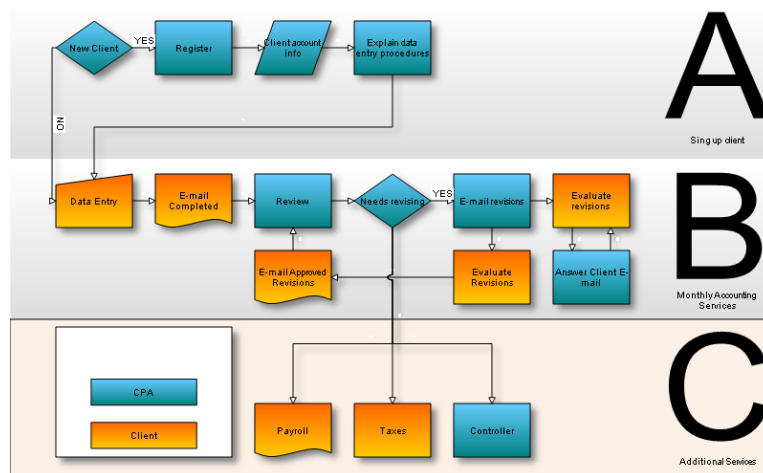 New Client
YES
Register
Client account
info
Explain data
entry procedures
A
NO
Sing up client
Data Entry
E-mail
Completed
Review
Needs revising
YES
E-mail revisions
Evaluate
revisions
B
E-mail Approved
Revisions
Evaluate
Revisions
Answer Client E-
mail
Monthly Accounting
Services
CPA
Client
Payroll
Taxes
Controller
C
Additional Services